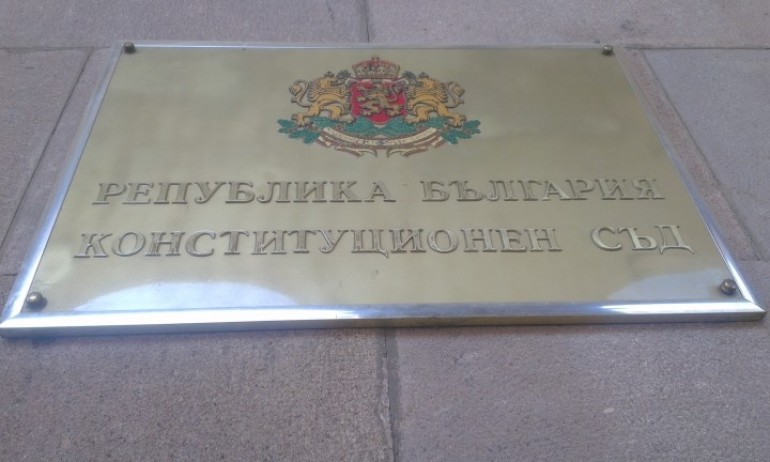 РЕПУБЛИКА БЪЛГАРИЯ
КОНСТИТУЦИОНЕН СЪД